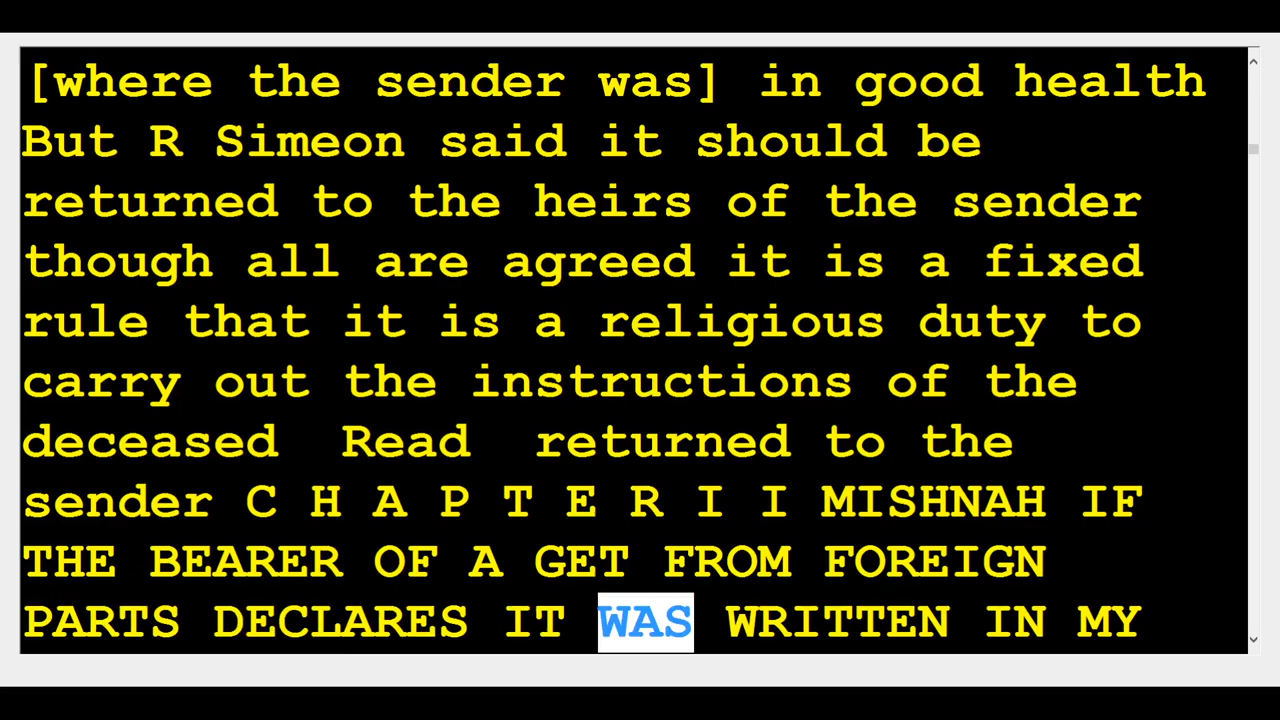 [where the sender was] in good health
But R Simeon said it should be
returned to the heirs of the sender
though all are agreed it is a fixed
rule that it is a religious duty to
carry out the instructions of the
deceased  Read  returned to the
sender C H A P T E R I I MISHNAH IF
THE BEARER OF A GET FROM FOREIGN
PARTS DECLARES IT WAS WRITTEN IN MY